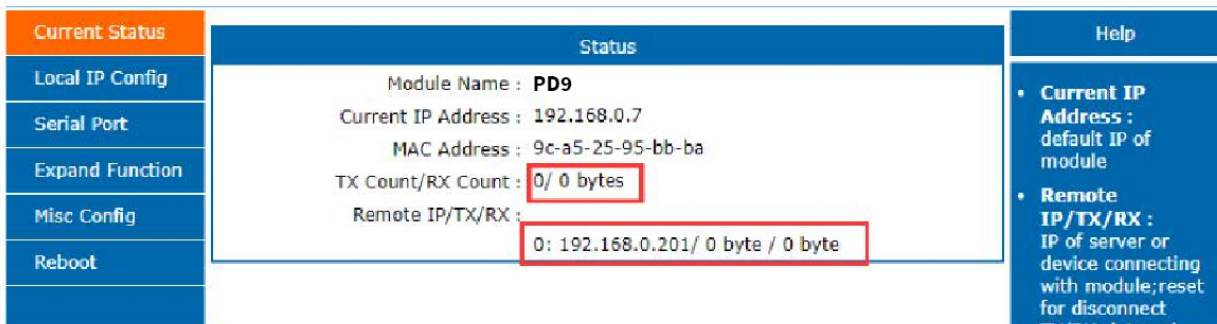 Current Status
Local IP Config
Serial Port
Expand Function
Misc Config
Reboot
Status
Module Name : PD9
Current IP Address : 192.168.0.7
MAC Address : 9c-a5-25-95-bb-ba
TX Count/RX Count : 0/ 0 bytes
Remote IP/TX/RX :
0: 192.168.0.201/ 0 byte / 0 byte
Help
• Current IP
Address :
default IP of
module
• Remote
IP/TX/RX :
IP of server or
device connecting
with module;reset
for disconnect